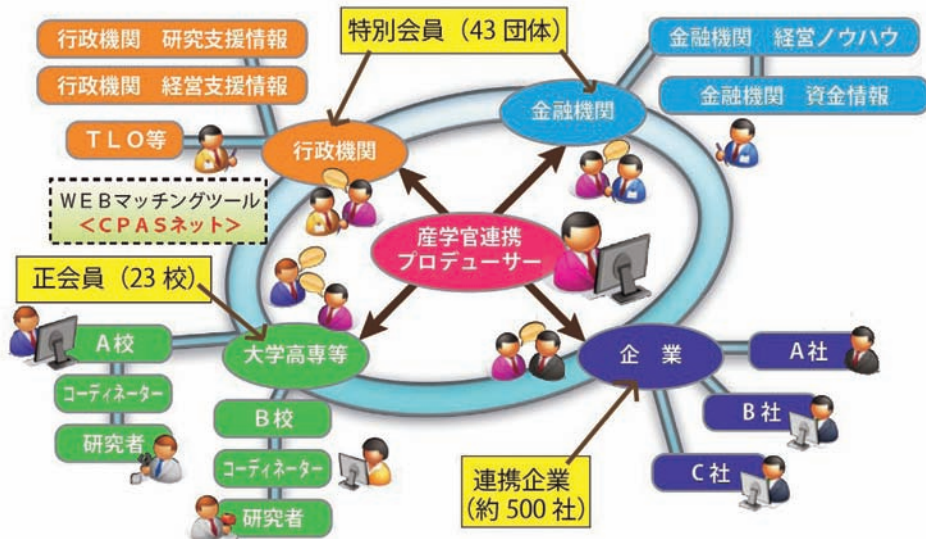 特別会員（43 団体）
行政機関　研究支援情報
行政機関　経営支援情報
ＴＬＯ等
行政機関
金融機関
金融機関　経営ノウハウ
金融機関　資金情報
ＷＥＢマッチングツール
＜ＣＰＡＳネット＞
産学官連携
プロデューサー
正会員（23 校）
大学高専等
Ａ校
コーディネーター
研究者
Ｂ校
コーディネーター
研究者
企　業
Ａ社
Ｂ社
Ｃ社
連携企業
（約 500 社）